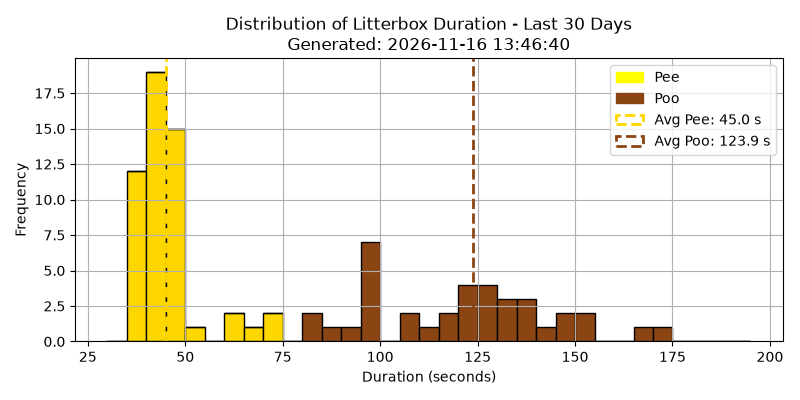 Distribution of Litterbox Duration - Last 30 Days
Generated: 2026-11-16 13:46:40
Pee
Poo
Avg Pee: 45.0 s
Avg Poo: 123.9 s
Frequency
17.5
15.0
12.5
10.0
7.5
5.0
2.5
0.0
25 50 75 100 125 150 175 200
Duration (seconds)